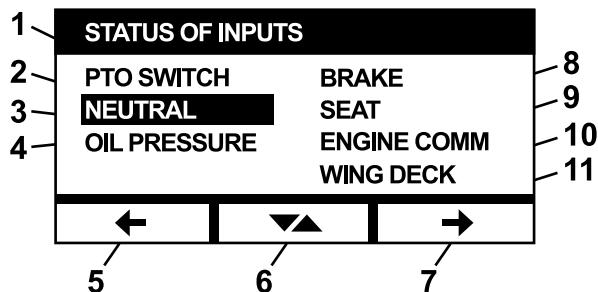 1 STATUS OF INPUTS
2 PTO SWITCH BRAKE 8
3 NEUTRAL SEAT 9
4 OIL PRESSURE ENGINE COMM 10
WING DECK 11
5 6 7